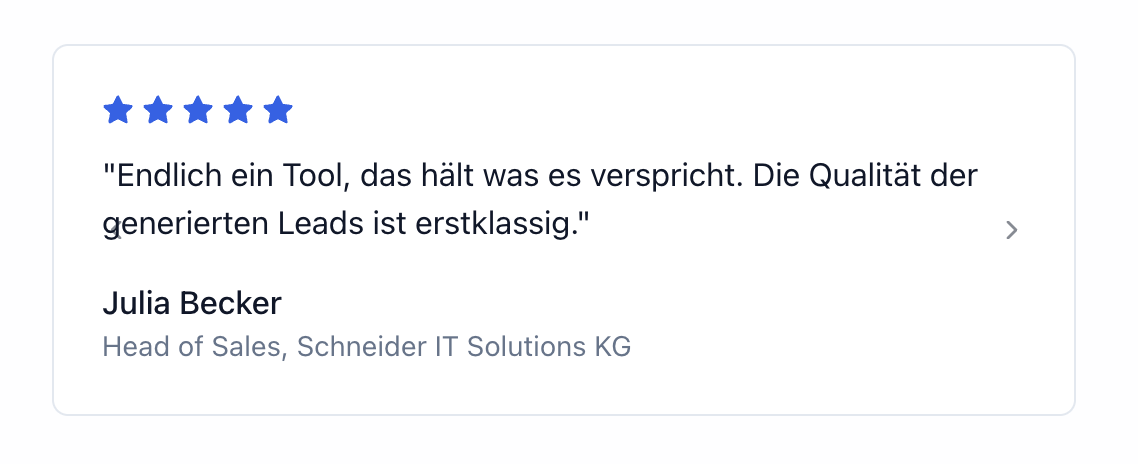 "Endlich ein Tool, das hält was es verspricht. Die Qualität der
generierten Leads ist erstklassig."
Julia Becker
Head of Sales, Schneider IT Solutions KG